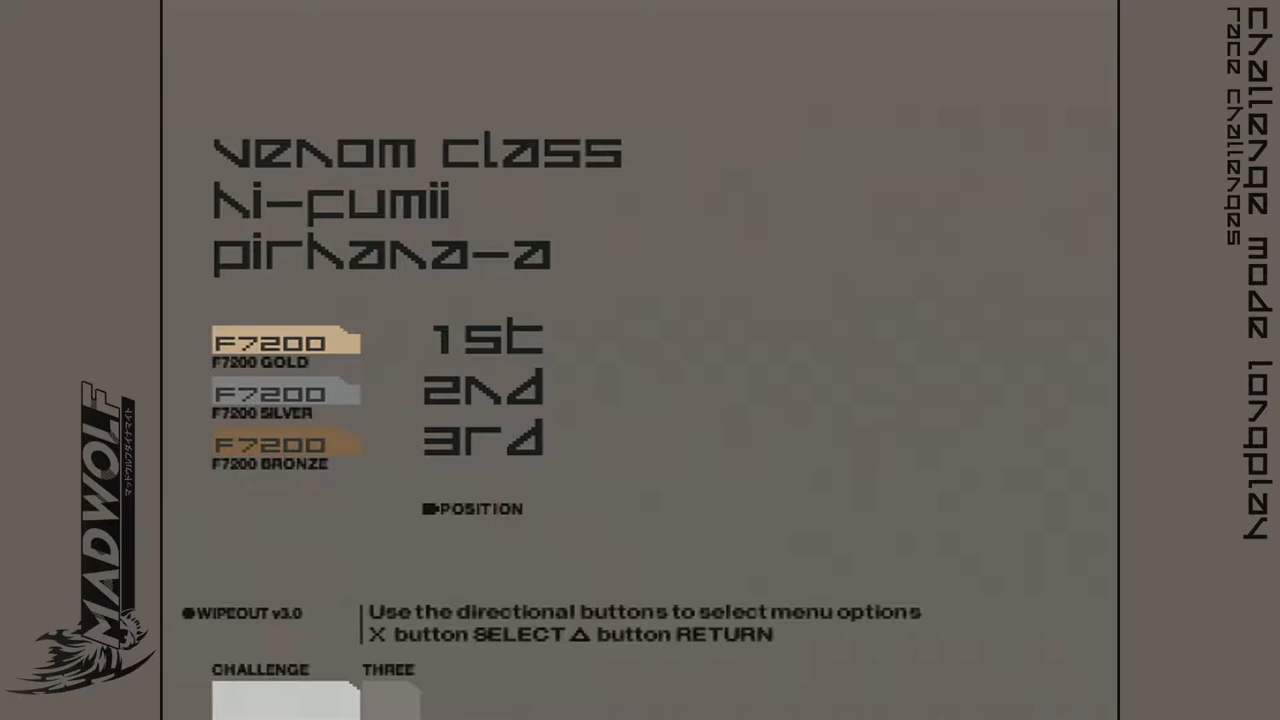 venom class
hi-fumii
pirhana-a
F7200
F7200 GOLD
1st
F7200
F7200 SILVER
2nd
F7200
F7200 BRONZE
3rd
POSITION
WIPEOUT v3.0
Use the directional buttons to select menu options
X button SELECT △ button RETURN
CHALLENGE
THREE
challenge mode longplay
race challenges
MADWOLF